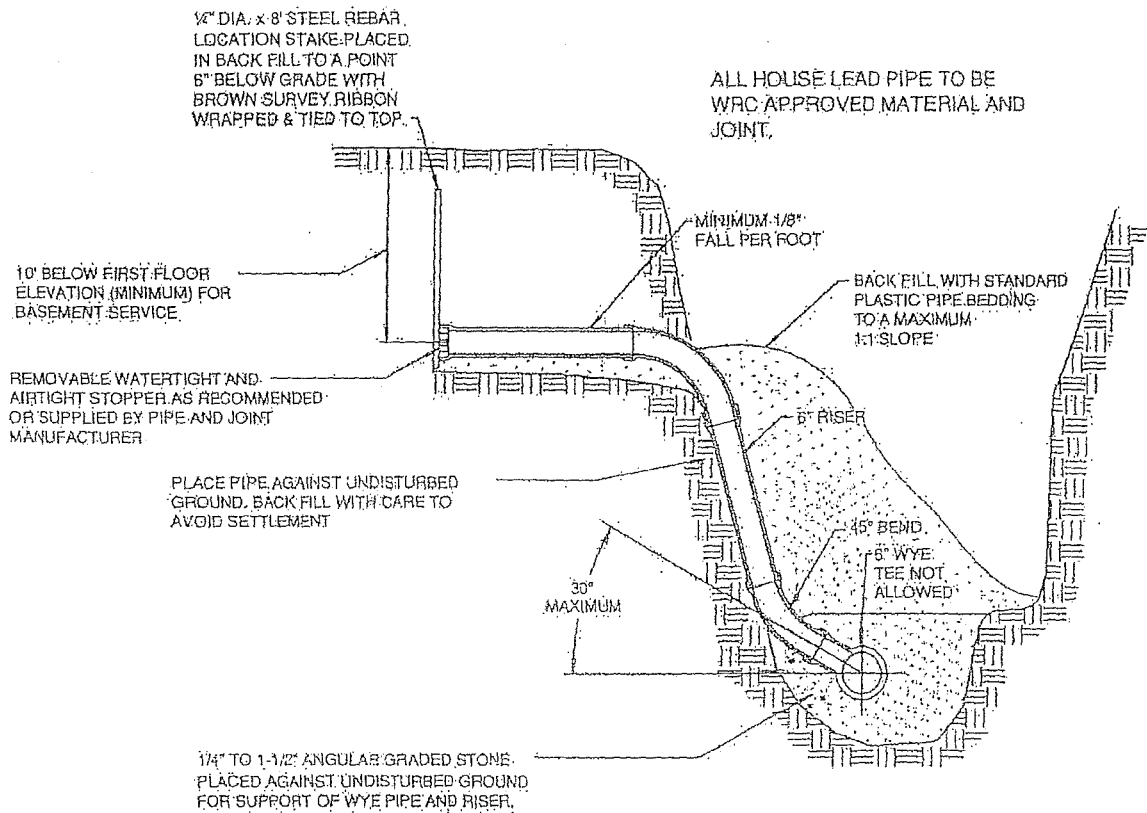 ¼" DIA. x 8' STEEL REBAR
LOCATION STAKE PLACED
IN BACK FILL TO A POINT
6" BELOW GRADE WITH
BROWN SURVEY RIBBON
WRAPPED & TIED TO TOP.
ALL HOUSE LEAD PIPE TO BE
WRC APPROVED MATERIAL AND
JOINT.
MINIMUM 1/8"
FALL PER FOOT
10' BELOW FIRST FLOOR
ELEVATION (MINIMUM) FOR
BASEMENT SERVICE
BACK FILL WITH STANDARD
PLASTIC PIPE BEDDING
TO A MAXIMUM
1:1 SLOPE
REMOVABLE WATERTIGHT AND
AIRTIGHT STOPPER AS RECOMMENDED
OR SUPPLIED BY PIPE AND JOINT
MANUFACTURER
6" RISER
PLACE PIPE AGAINST UNDISTURBED
GROUND. BACK FILL WITH CARE TO
AVOID SETTLEMENT
45° BEND
6" WYE
TEE NOT
ALLOWED
30°
MAXIMUM
1/4" TO 1-1/2" ANGULAR GRADED STONE
PLACED AGAINST UNDISTURBED GROUND
FOR SUPPORT OF WYE PIPE AND RISER.